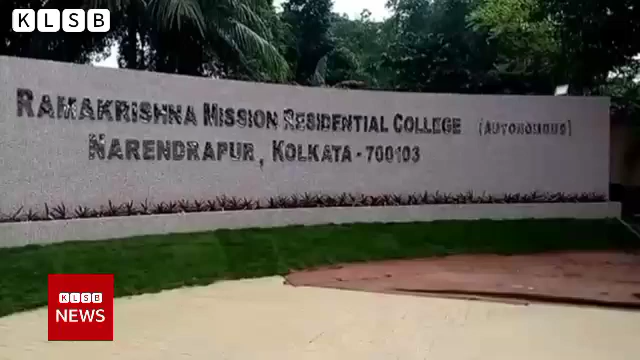 KLSB
RAMAKRISHNA MISSION RESIDENTIAL COLLEGE (AUTONOMOUS)
NARENDRAPUR, KOLKATA - 700103
KLSB
NEWS